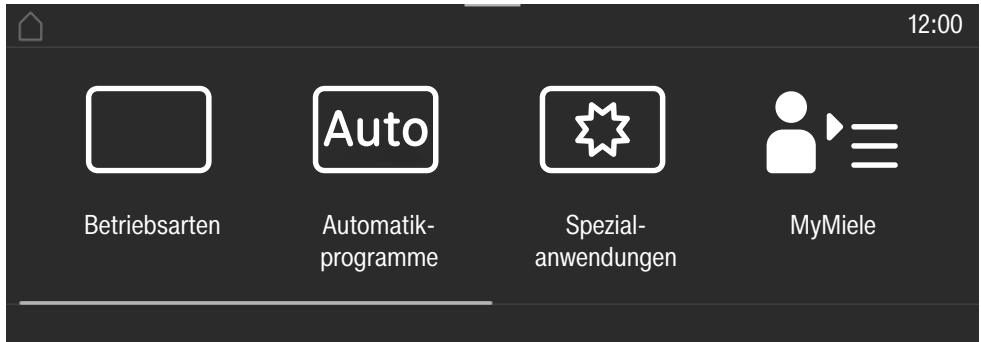 12:00
Auto
Betriebsarten
Automatik-
programme
Spezial-
anwendungen
MyMiele